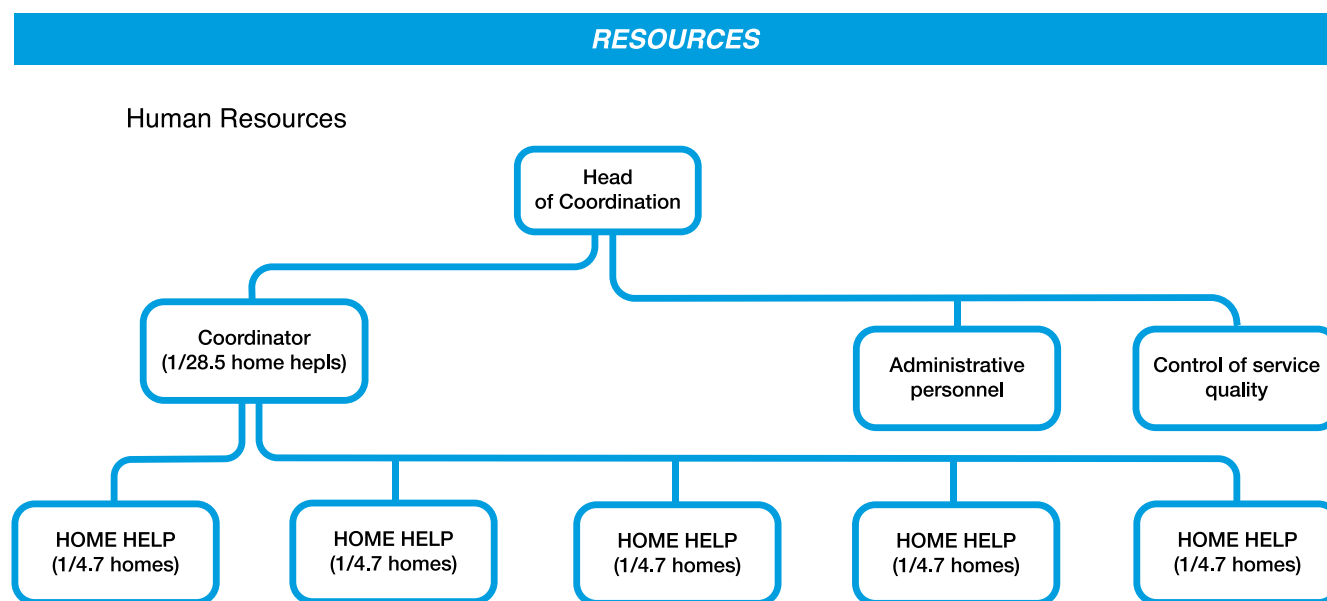 RESOURCES
Human Resources
Head
of Coordination
Coordinator
(1/28.5 home hepls)
Administrative
personnel
Control of service
quality
HOME HELP
(1/4.7 homes)
HOME HELP
(1/4.7 homes)
HOME HELP
(1/4.7 homes)
HOME HELP
(1/4.7 homes)
HOME HELP
(1/4.7 homes)